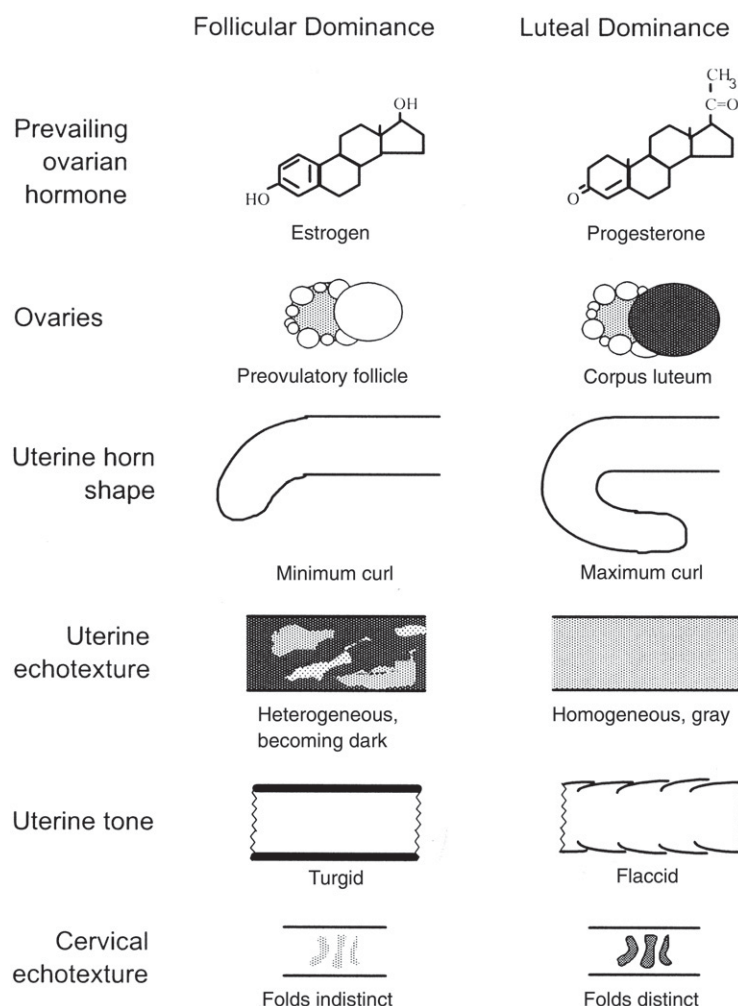 Follicular Dominance
Luteal Dominance
Prevailing
ovarian
hormone
OH
HO
Estrogen
CH3
C=O
O
Progesterone
Ovaries
Preovulatory follicle
Corpus luteum
Uterine horn
shape
Minimum curl
Maximum curl
Uterine
echotexture
Heterogeneous,
becoming dark
Homogeneous, gray
Uterine tone
Turgid
Flaccid
Cervical
echotexture
Folds indistinct
Folds distinct